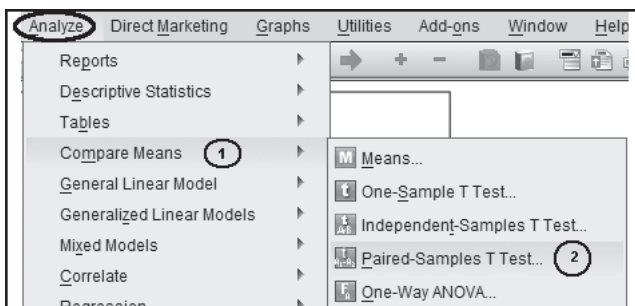 Analyze Direct Marketing Graphs Utilities Add-ons Window Help
Reports
Descriptive Statistics
Tables
Compare Means 1
General Linear Model
Generalized Linear Models
Mixed Models
Correlate
Regression
M Means...
t One-Sample T Test...
Independent-Samples T Test...
Paired-Samples T Test... 2
One-Way ANOVA...